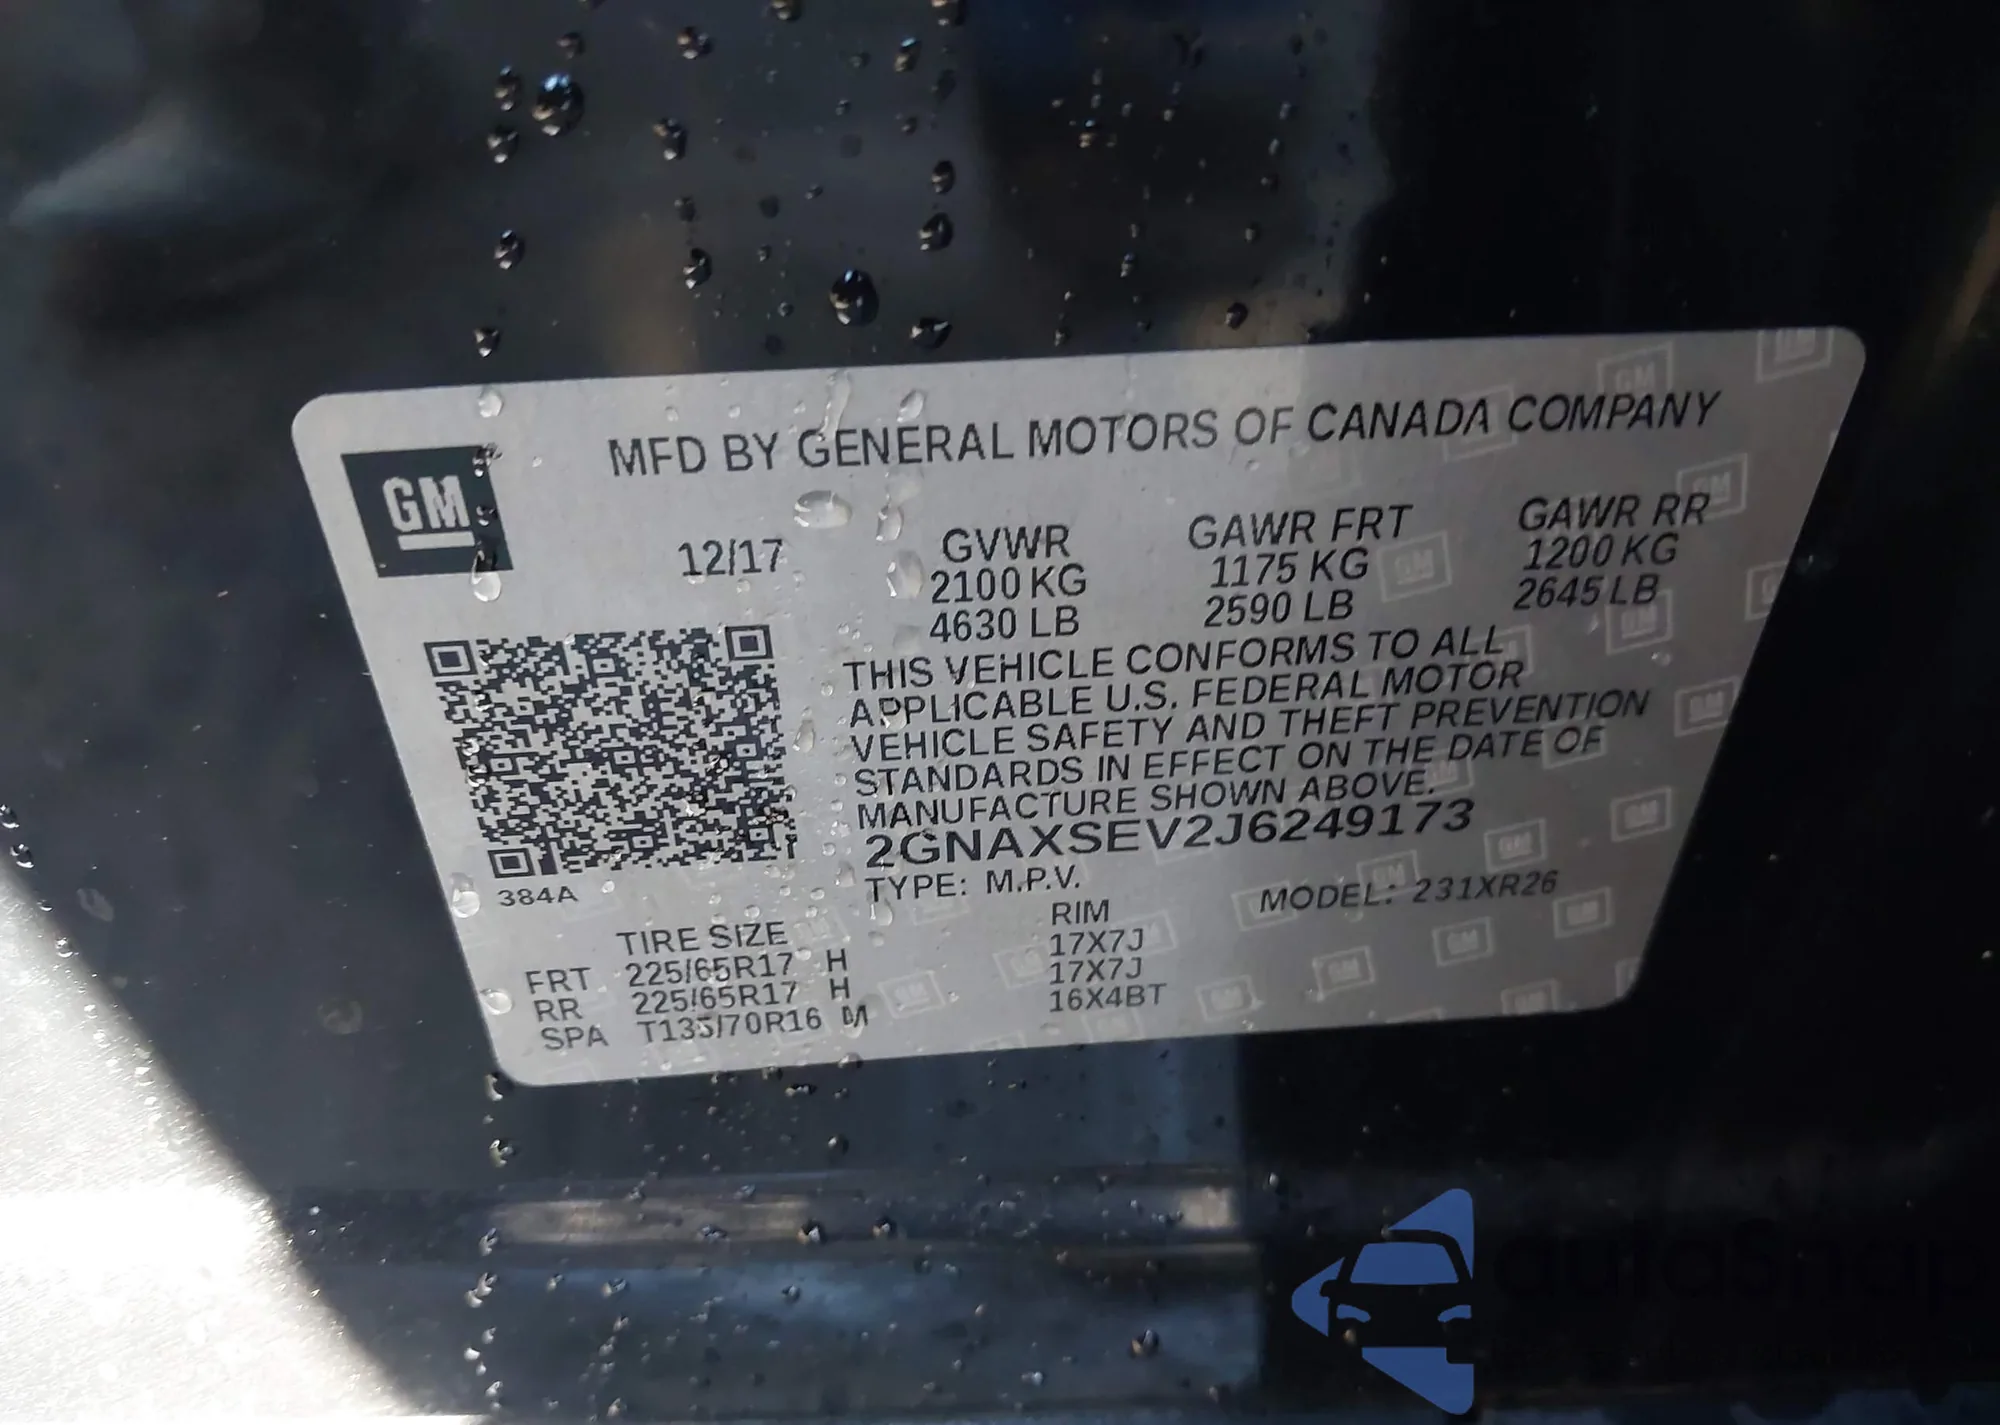 MFD BY GENERAL MOTORS OF CANADA COMPANY
GM
12/17
GVWR GAWR FRT GAWR RR
2100 KG 1175 KG 1200 KG
4630 LB 2590 LB 2645 LB
THIS VEHICLE CONFORMS TO ALL
APPLICABLE U.S. FEDERAL MOTOR
VEHICLE SAFETY AND THEFT PREVENTION
STANDARDS IN EFFECT ON THE DATE OF
MANUFACTURE SHOWN ABOVE.
2GNAXSEV2J6249173
384A
TYPE: M.P.V. MODEL: 231XR26
TIRE SIZE RIM
FRT 225/65R17 H 17X7J
RR 225/65R17 H 17X7J
SPA T135/70R16 M 16X4BT